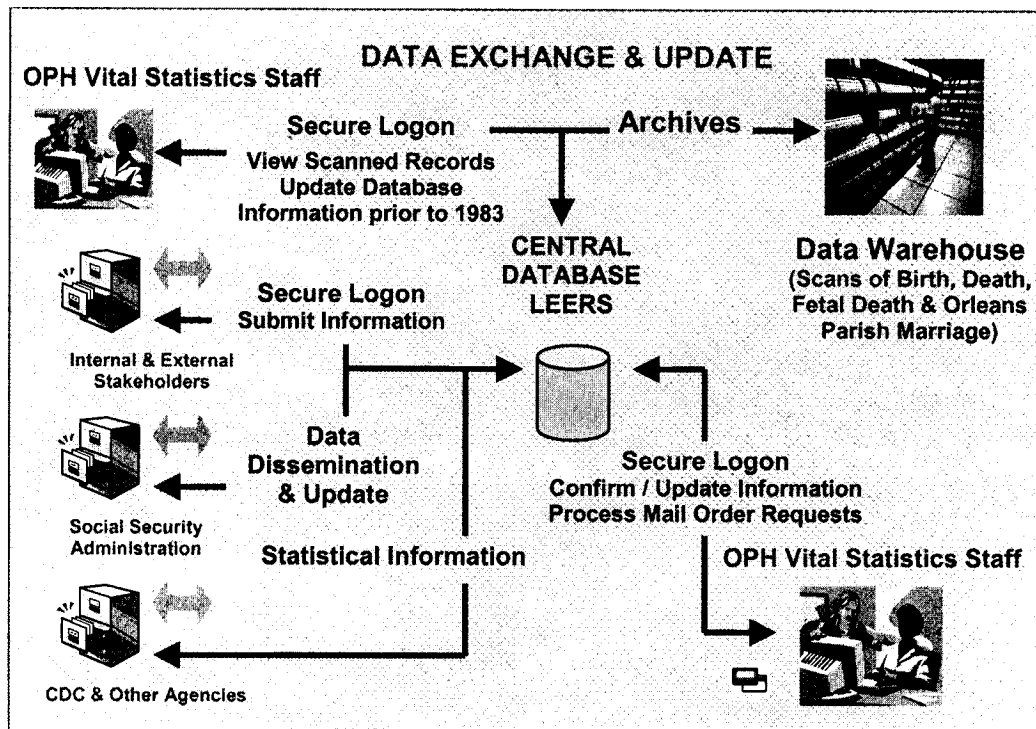 DATA EXCHANGE & UPDATE
OPH Vital Statistics Staff
Secure Logon
View Scanned Records
Update Database
Information prior to 1983
Archives
CENTRAL
DATABASE
LEERS
Data Warehouse
(Scans of Birth, Death,
Fetal Death & Orleans
Parish Marriage)
Secure Logon
Submit Information
Internal & External
Stakeholders
Data
Dissemination
& Update
Social Security
Administration
Secure Logon
Confirm / Update Information
Process Mail Order Requests
Statistical Information
OPH Vital Statistics Staff
CDC & Other Agencies